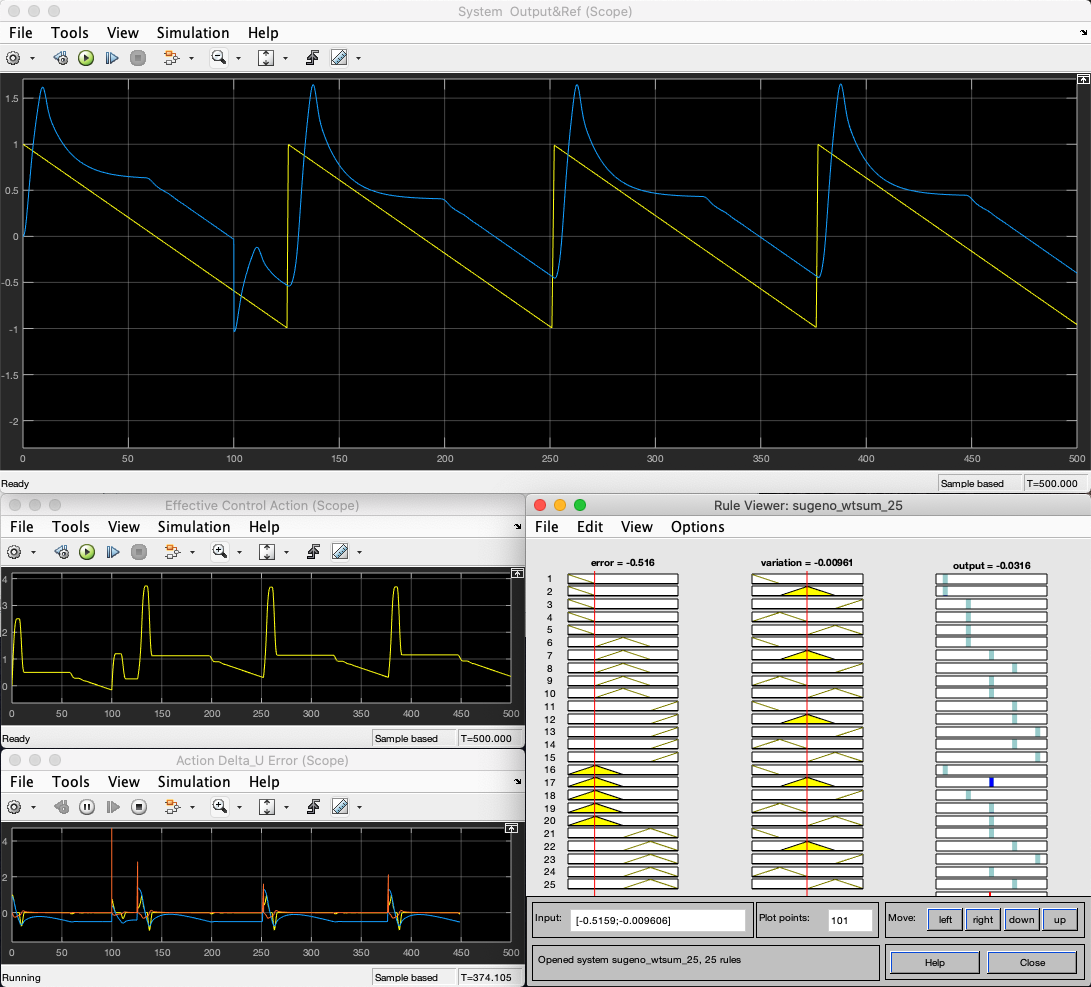 System Output&Ref (Scope)
File Tools View Simulation Help
1.5
1
0.5
0
-0.5
-1
-1.5
-2
0 50 100 150 200 250 300 350 400 450 500
Ready Sample based T=500.000
Effective Control Action (Scope)
File Tools View Simulation Help
4
3
2
1
0
0 50 100 150 200 250 300 350 400 450 500
Ready Sample based T=500.000
Action Delta_U Error (Scope)
File Tools View Simulation Help
4
2
0
0 50 100 150 200 250 300 350 400 450 500
Running Sample based T=374.105
Rule Viewer: sugeno_wtsum_25
File Edit View Options
error = -0.516 variation = -0.00961 output = -0.0316
1
2
3
4
5
6
7
8
9
10
11
12
13
14
15
16
17
18
19
20
21
22
23
24
25
Input: [-0.5159;-0.009606] Plot points: 101 Move: left right down up
Opened system sugeno_wtsum_25, 25 rules Help Close